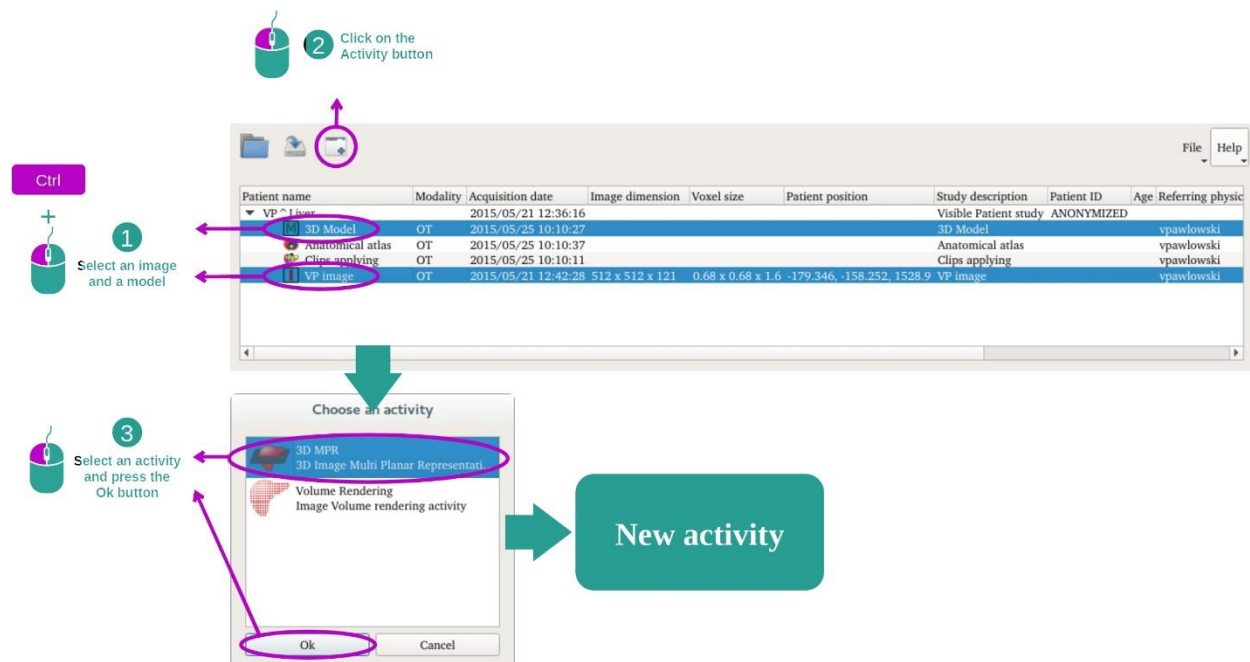 2 Click on the
Activity button
File Help
Ctrl
+
1
Select an image
and a model
Patient name Modality Acquisition date Image dimension Voxel size Patient position Study description Patient ID Age Referring physic
VP^Liver 2015/05/21 12:36:16 Visible Patient study ANONYMIZED
M 3D Model OT 2015/05/25 10:10:27 3D Model vpawlowski
Anatomical atlas OT 2015/05/25 10:10:37 Anatomical atlas vpawlowski
Clips applying OT 2015/05/25 10:10:11 Clips applying vpawlowski
I VP image OT 2015/05/21 12:42:28 512 x 512 x 121 0.68 x 0.68 x 1.6 -179.346, -158.252, 1528.9 VP image vpawlowski
Choose an activity
3
Select an activity
and press the
Ok button
3D MPR
3D Image Multi Planar Representati..
Volume Rendering
Image Volume rendering activity
New activity
Ok Cancel